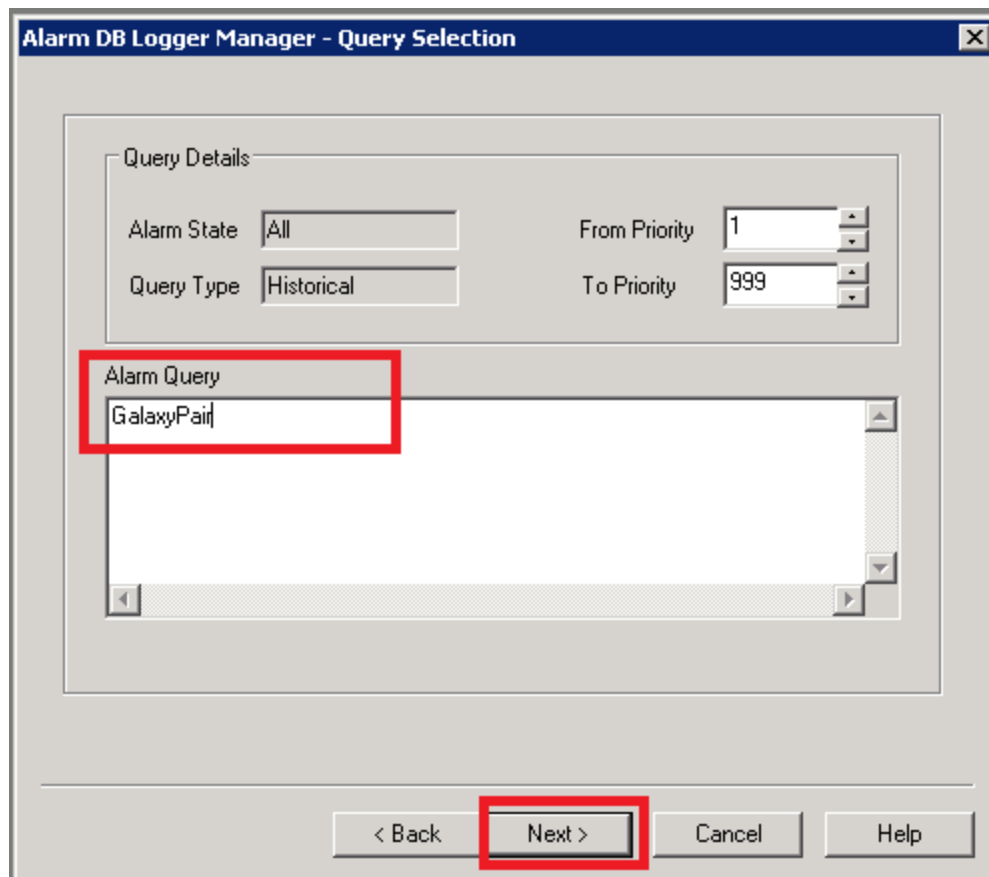 Alarm DB Logger Manager - Query Selection
Query Details
Alarm State All From Priority 1
Query Type Historical To Priority 999
Alarm Query
GalaxyPair
< Back Next > Cancel Help